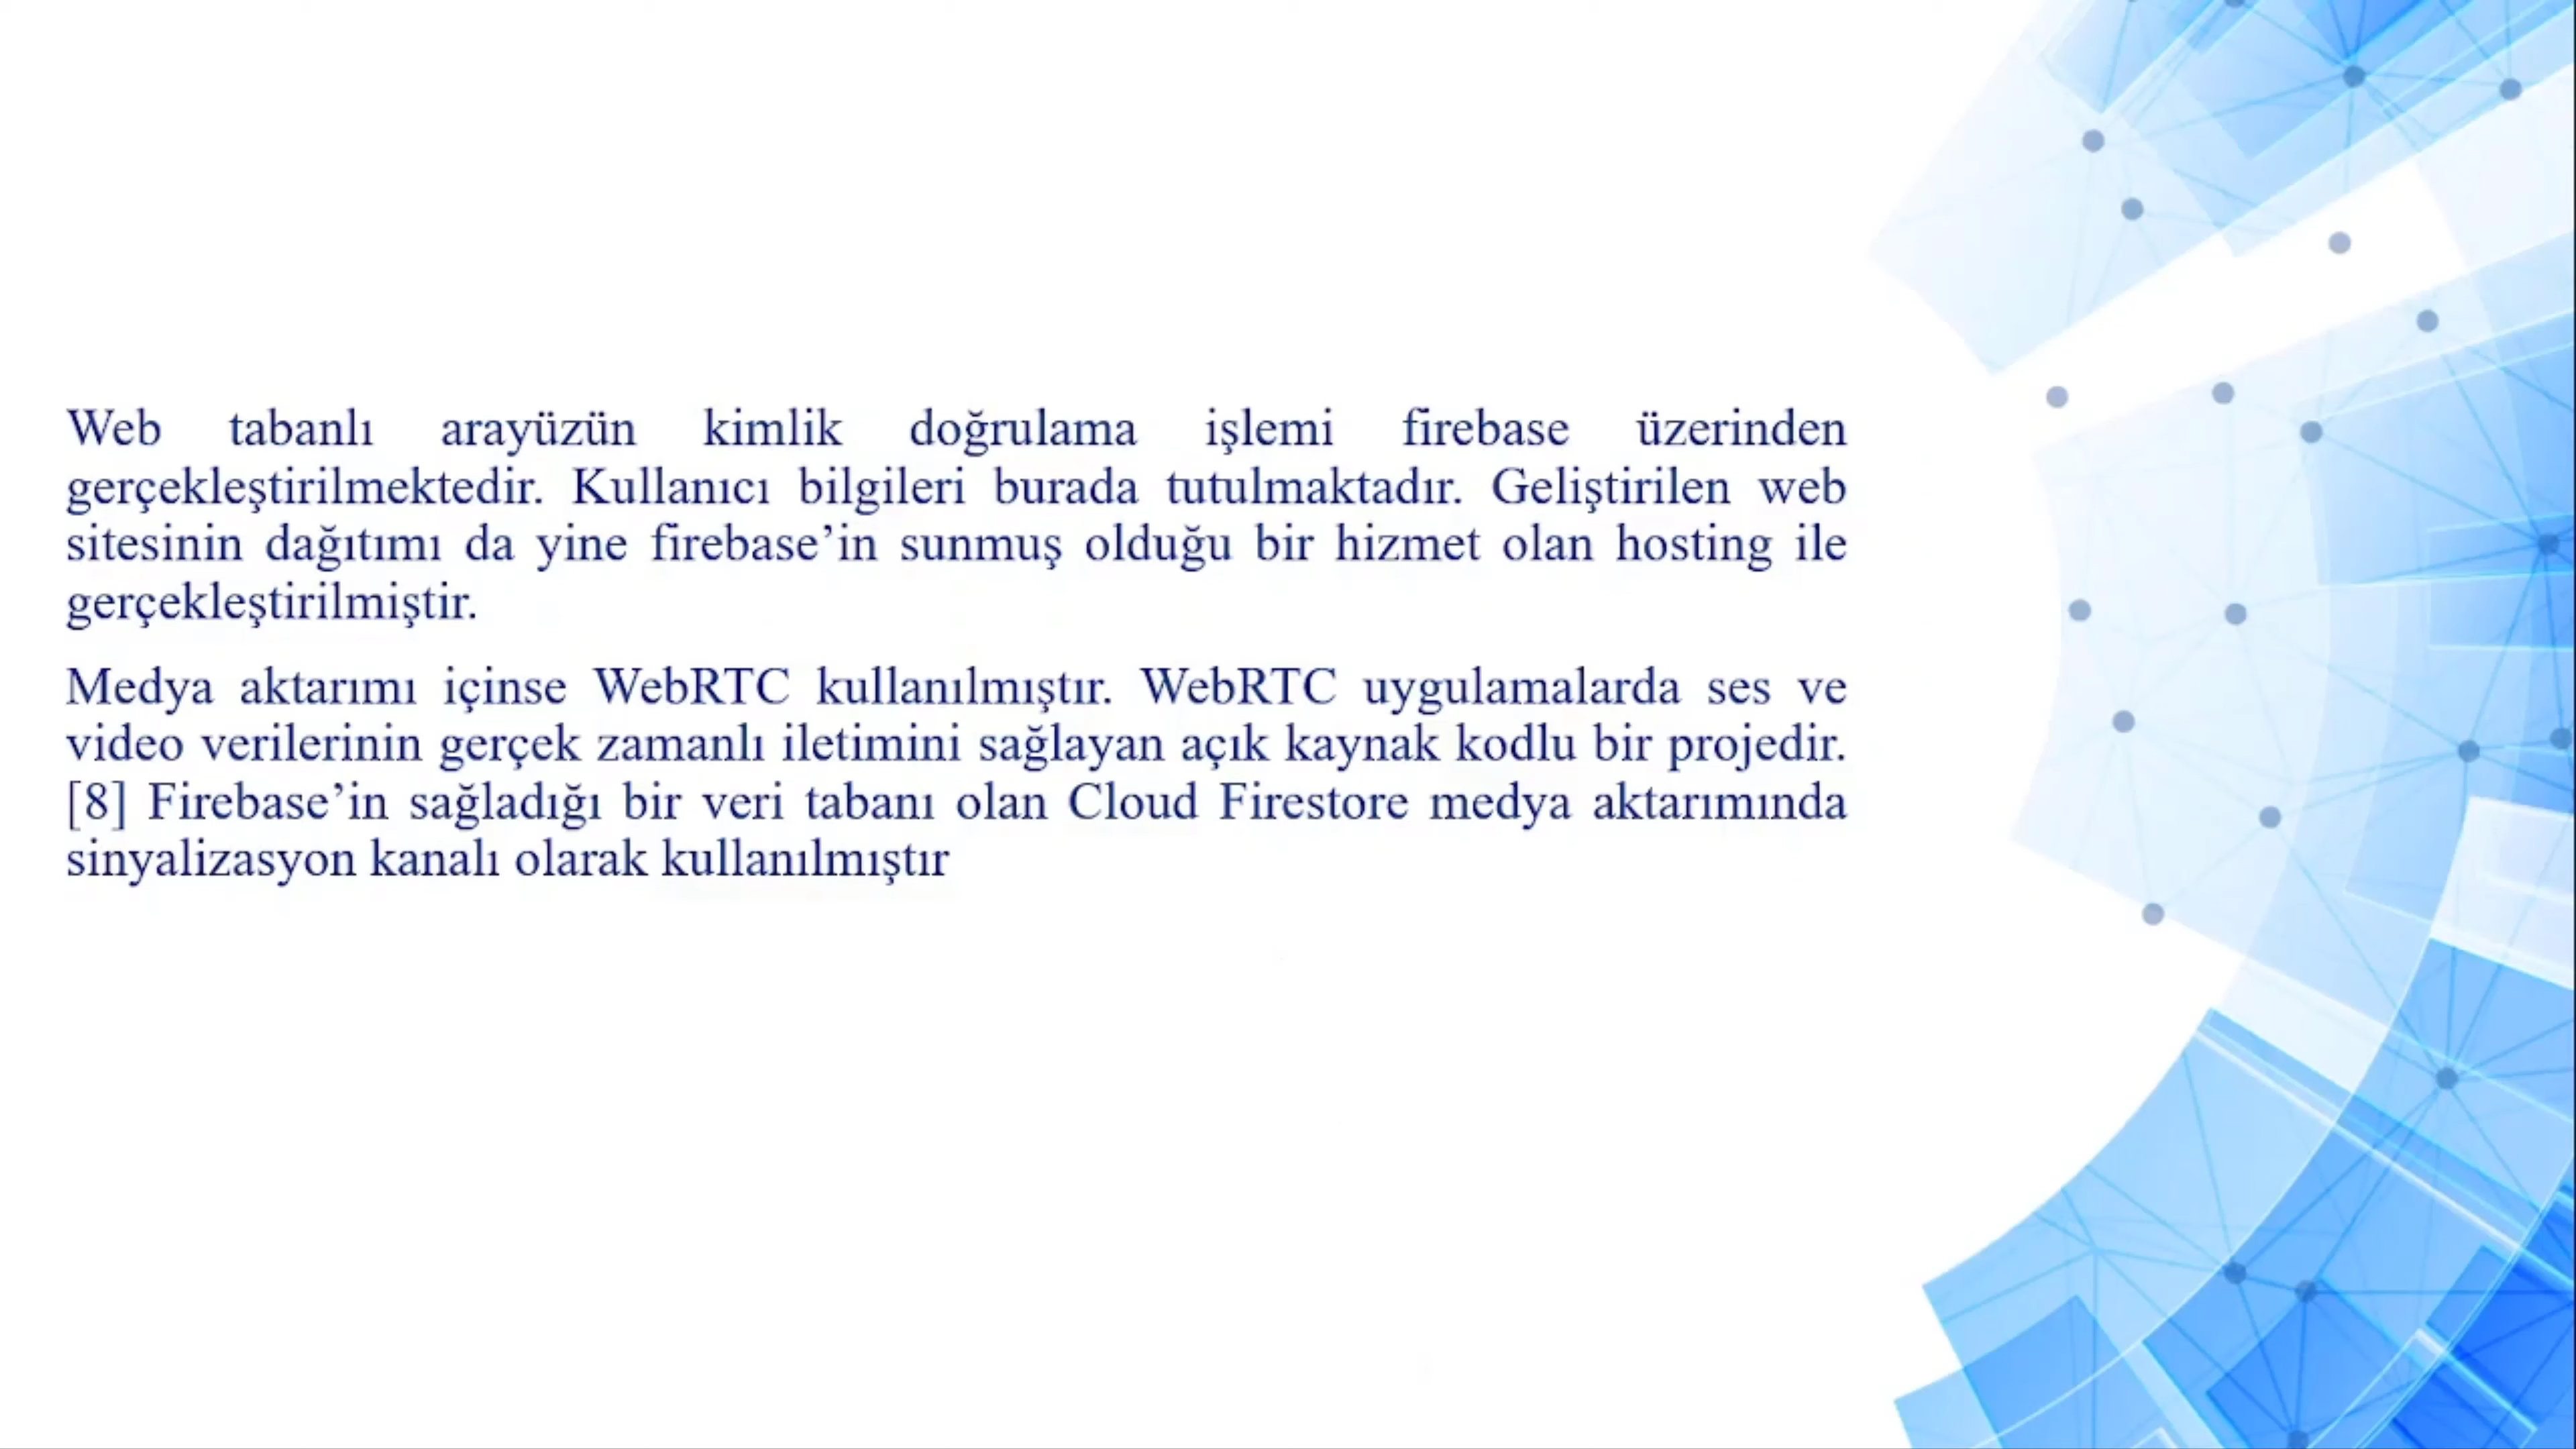 Web tabanlı arayüzün kimlik doğrulama işlemi firebase üzerinden
gerçekleştirilmektedir. Kullanıcı bilgileri burada tutulmaktadır. Geliştirilen web
sitesinin dağıtımı da yine firebase’in sunmuş olduğu bir hizmet olan hosting ile
gerçekleştirilmiştir.
Medya aktarımı içinse WebRTC kullanılmıştır. WebRTC uygulamalarda ses ve
video verilerinin gerçek zamanlı iletimini sağlayan açık kaynak kodlu bir projedir.
[8] Firebase’in sağladığı bir veri tabanı olan Cloud Firestore medya aktarımında
sinyalizasyon kanalı olarak kullanılmıştır